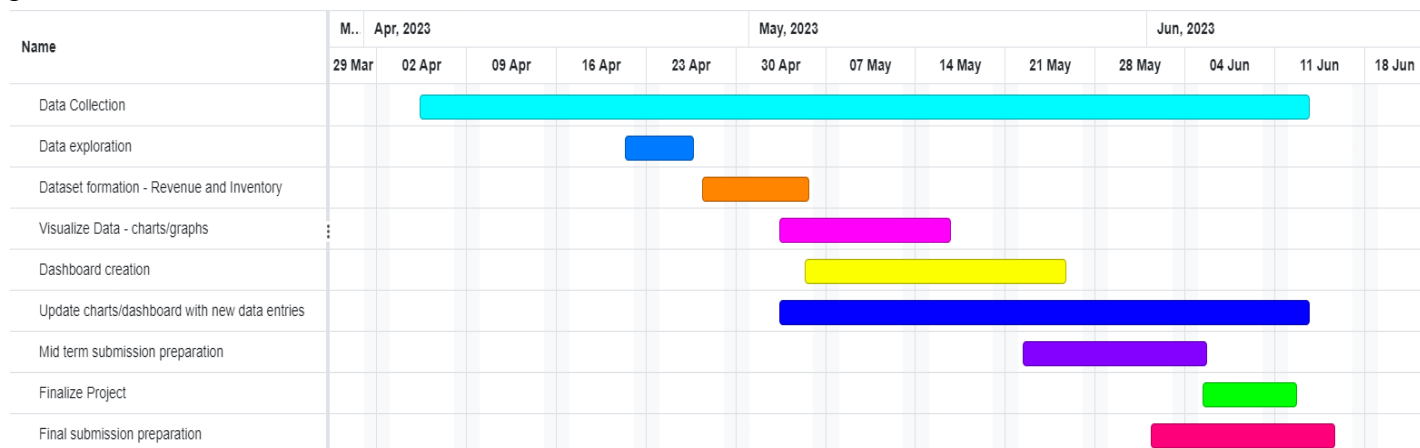 M.. Apr, 2023 May, 2023 Jun, 2023
Name
29 Mar 02 Apr 09 Apr 16 Apr 23 Apr 30 Apr 07 May 14 May 21 May 28 May 04 Jun 11 Jun 18 Jun
Data Collection
Data exploration
Dataset formation - Revenue and Inventory
Visualize Data - charts/graphs
Dashboard creation
Update charts/dashboard with new data entries
Mid term submission preparation
Finalize Project
Final submission preparation